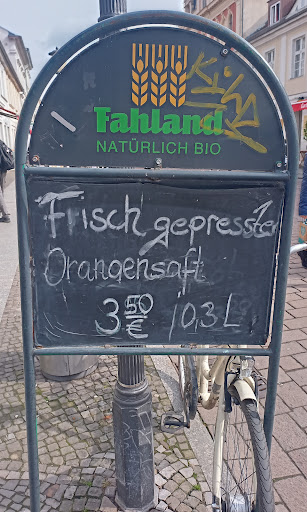 Fahland
NATÜRLICH BIO
Frisch gepresster
Orangensaft
3 50 € / 0,3 L